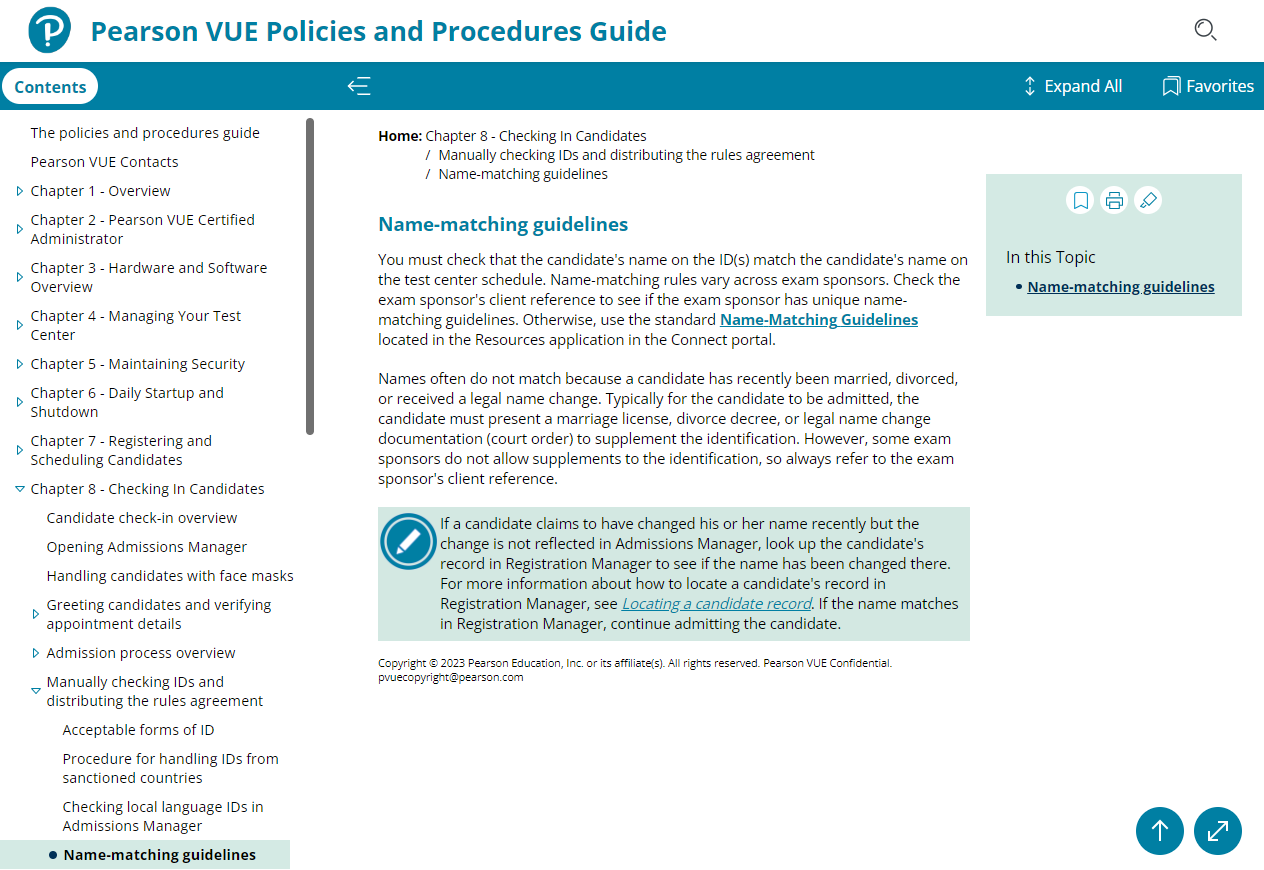 Pearson VUE Policies and Procedures Guide
Contents
Expand All
Favorites
The policies and procedures guide
Pearson VUE Contacts
Chapter 1 - Overview
Chapter 2 - Pearson VUE Certified
Administrator
Chapter 3 - Hardware and Software
Overview
Chapter 4 - Managing Your Test
Center
Chapter 5 - Maintaining Security
Chapter 6 - Daily Startup and
Shutdown
Chapter 7 - Registering and
Scheduling Candidates
Chapter 8 - Checking In Candidates
Candidate check-in overview
Opening Admissions Manager
Handling candidates with face masks
Greeting candidates and verifying
appointment details
Admission process overview
Manually checking IDs and
distributing the rules agreement
Acceptable forms of ID
Procedure for handling IDs from
sanctioned countries
Checking local language IDs in
Admissions Manager
Name-matching guidelines
Home: Chapter 8 - Checking In Candidates
/ Manually checking IDs and distributing the rules agreement
/ Name-matching guidelines
Name-matching guidelines
You must check that the candidate's name on the ID(s) match the candidate's name on
the test center schedule. Name-matching rules vary across exam sponsors. Check the
exam sponsor's client reference to see if the exam sponsor has unique name-
matching guidelines. Otherwise, use the standard Name-Matching Guidelines
located in the Resources application in the Connect portal.
Names often do not match because a candidate has recently been married, divorced,
or received a legal name change. Typically for the candidate to be admitted, the
candidate must present a marriage license, divorce decree, or legal name change
documentation (court order) to supplement the identification. However, some exam
sponsors do not allow supplements to the identification, so always refer to the exam
sponsor's client reference.
If a candidate claims to have changed his or her name recently but the
change is not reflected in Admissions Manager, look up the candidate's
record in Registration Manager to see if the name has been changed there.
For more information about how to locate a candidate's record in
Registration Manager, see Locating a candidate record. If the name matches
in Registration Manager, continue admitting the candidate.
Copyright © 2023 Pearson Education, Inc. or its affiliate(s). All rights reserved. Pearson VUE Confidential.
pvuecopyright@pearson.com
In this Topic
Name-matching guidelines